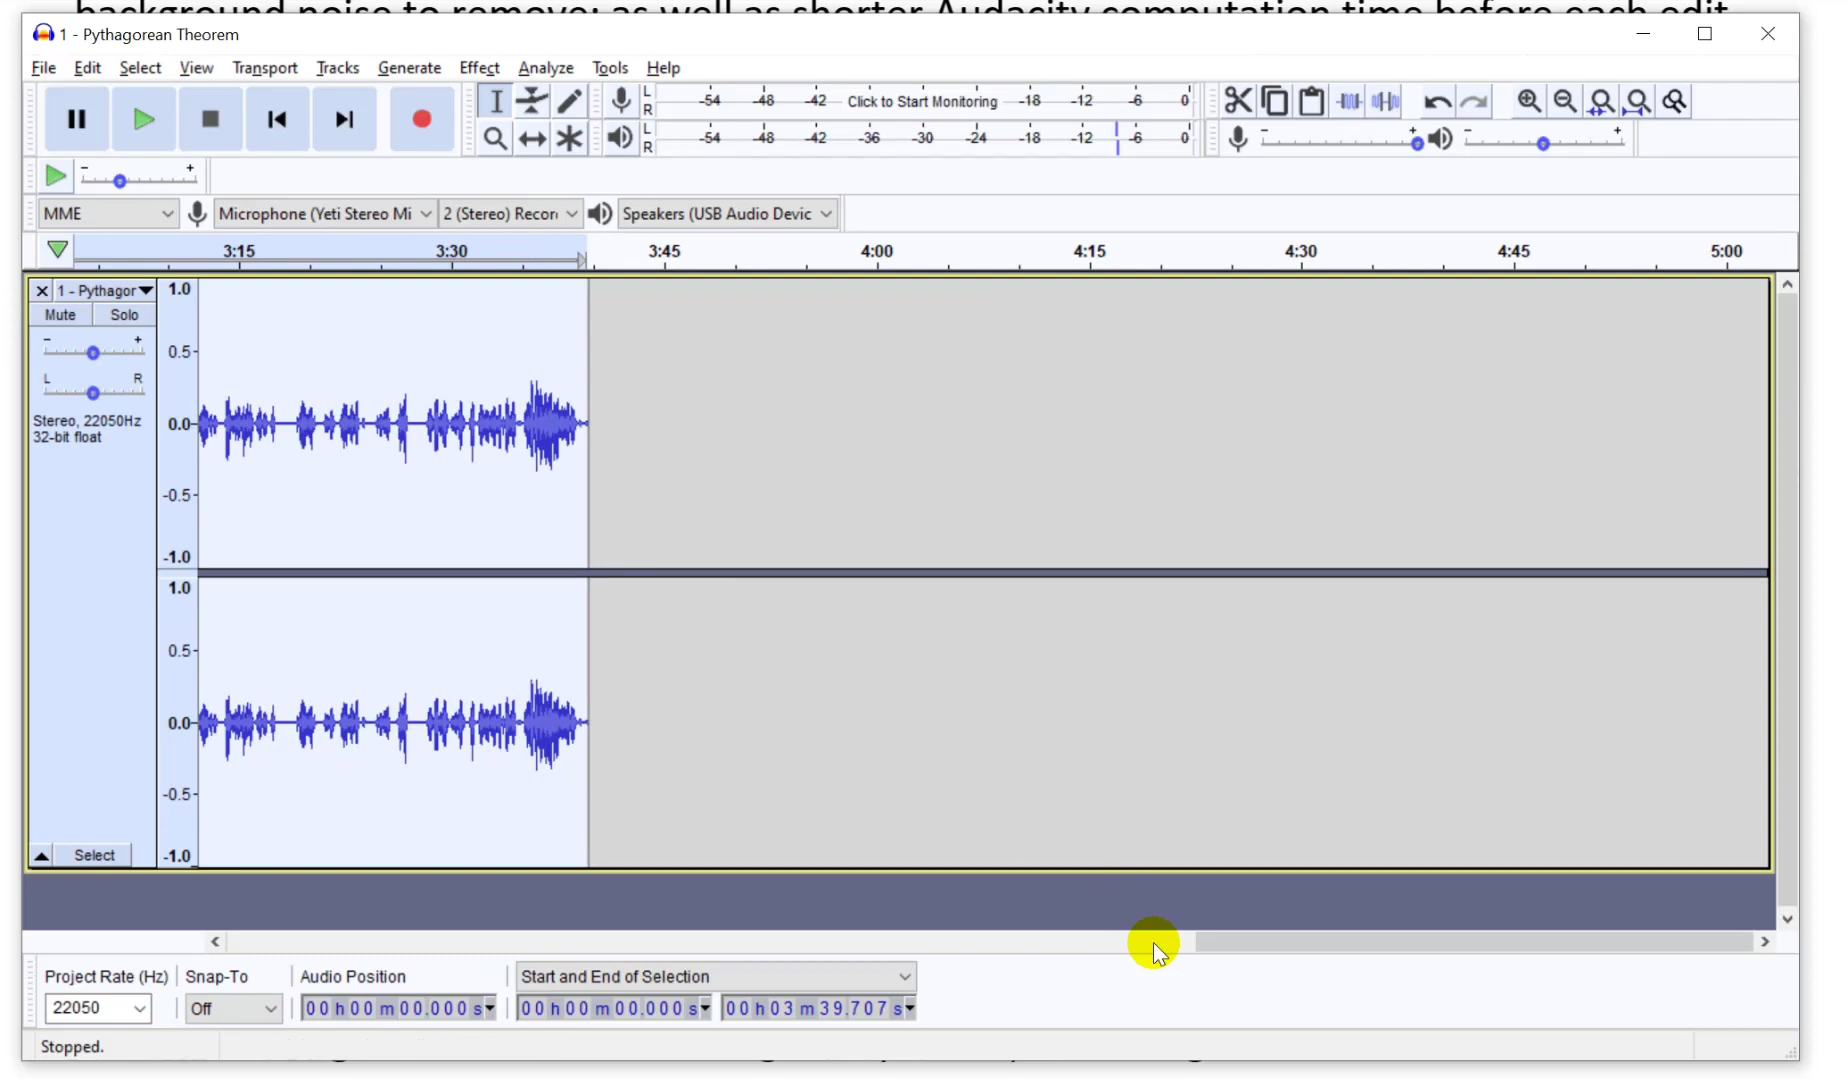 background noise to remove; as well as shorter Audacity computation time before each edit
1 - Pythagorean Theorem
File Edit Select View Transport Tracks Generate Effect Analyze Tools Help
L R -54 -48 -42 Click to Start Monitoring -18 -12 -6 0
L R -54 -48 -42 -36 -30 -24 -18 -12 -6 0
- + - +
- +
MME Microphone (Yeti Stereo Mi 2 (Stereo) Recor Speakers (USB Audio Devic
3:15 3:30 3:45 4:00 4:15 4:30 4:45 5:00
1 - Pythagor 1.0
Mute Solo
- +
0.5
L R
Stereo, 22050Hz 0.0
32-bit float
-0.5
-1.0
1.0
0.5
0.0
-0.5
Select -1.0
Project Rate (Hz) Snap-To Audio Position Start and End of Selection
22050 Off 00 h 00 m 00.000 s 00 h 00 m 00.000 s 00 h 03 m 39.707 s
Stopped.